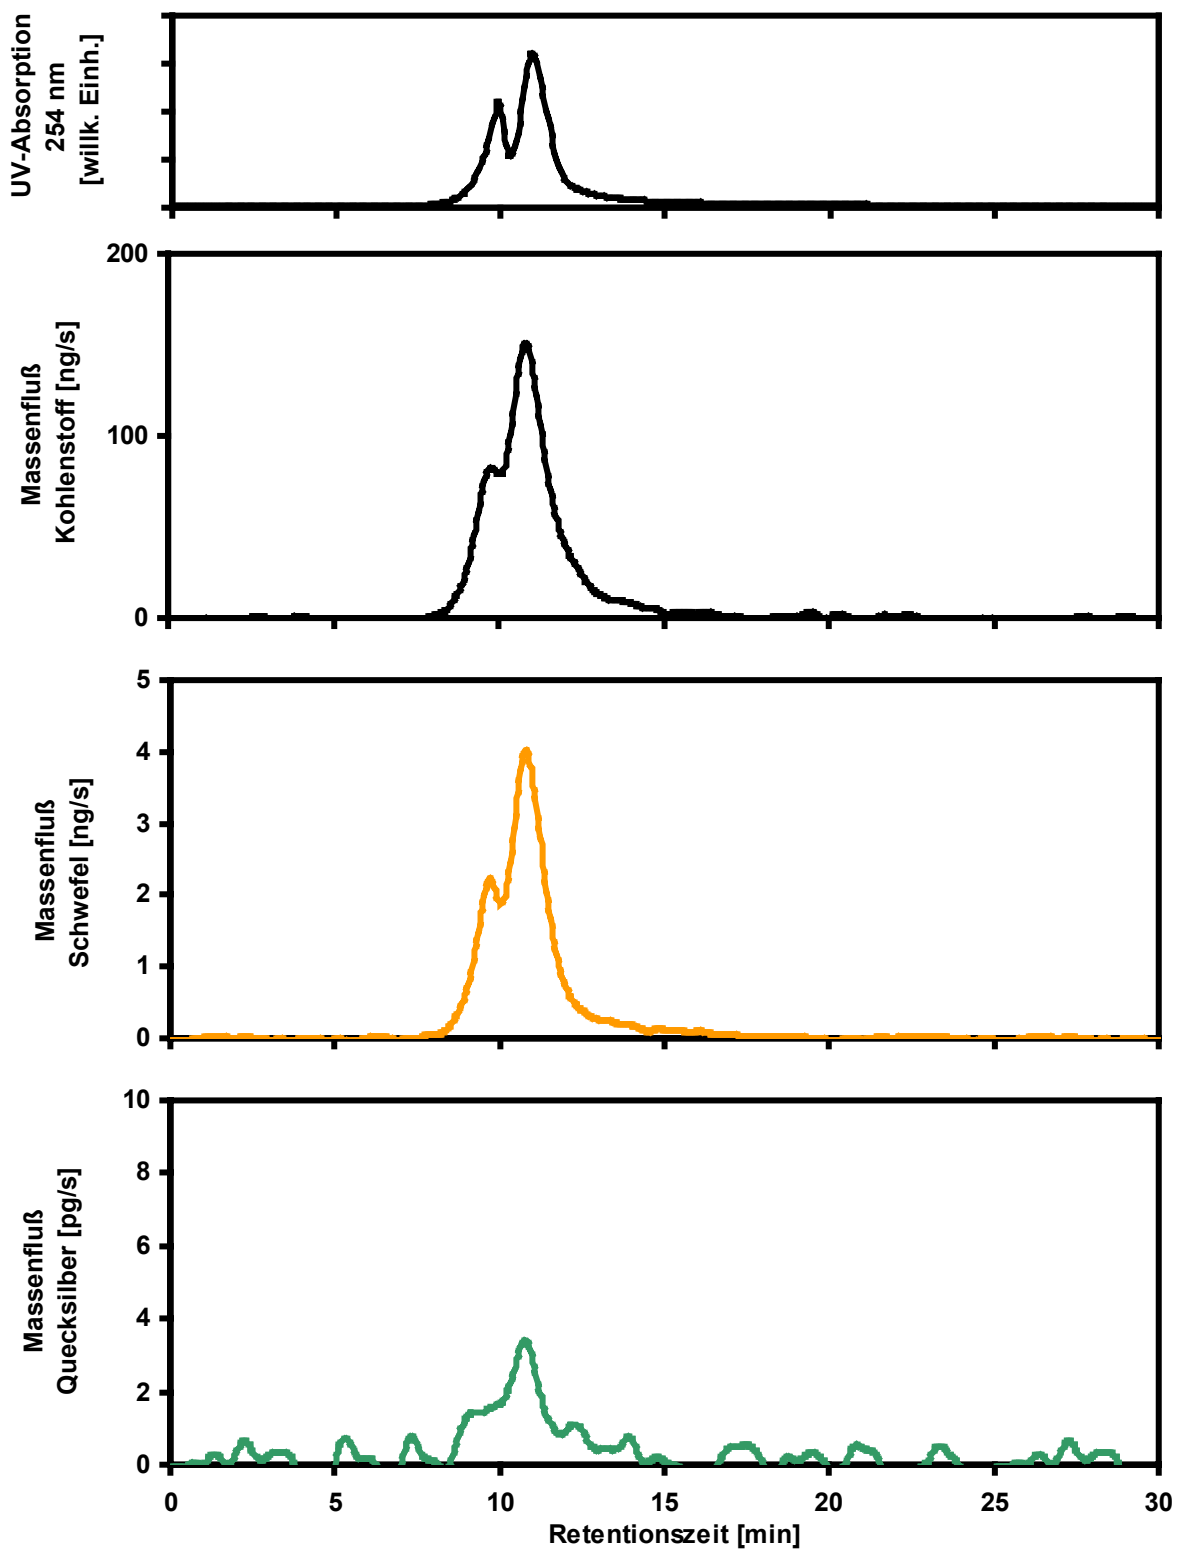 UV-Absorption
254 nm
[willk. Einh.]
Massenfluß
Kohlenstoff [ng/s]
200
100
0
Massenfluß
Schwefel [ng/s]
5
4
3
2
1
0
Massenfluß
Quecksilber [pg/s]
10
8
6
4
2
0
0 5 10 15 20 25 30
Retentionszeit [min]